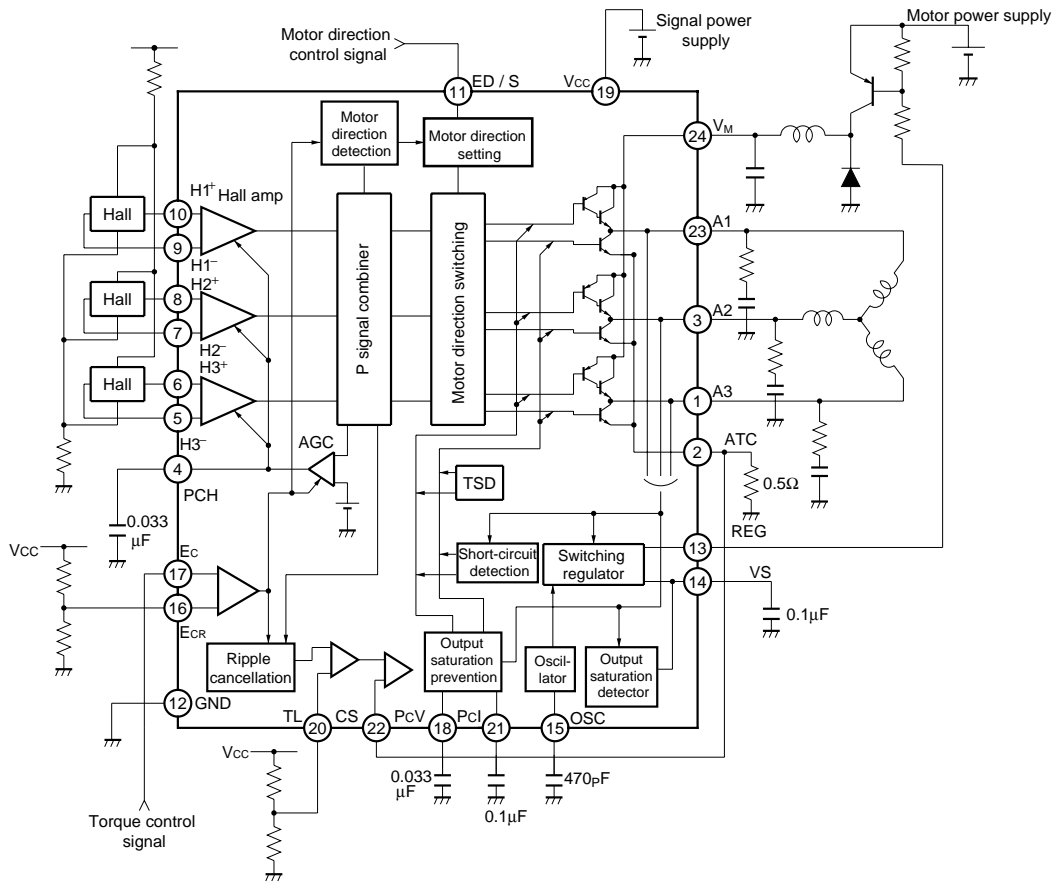 Motor direction
control signal
Signal power
supply
Motor power supply
11
ED / S
VCC
19
Motor
direction
detection
Motor direction
setting
24
VM
H1+
Hall amp
Hall
10
9
H1−
23
A1
H2+
Hall
8
7
H2−
3
A2
P signal combiner
Motor direction switching
H3+
Hall
6
5
H3−
1
A3
AGC
4
PCH
2
ATC
0.5Ω
TSD
REG
0.033
μF
VCC
EC
17
16
ECR
Short-circuit
detection
Switching
regulator
13
14
VS
0.1μF
Ripple
cancellation
Output
saturation
prevention
Oscil-
lator
Output
saturation
detector
12
GND
TL
20
CS
22
PCV
18
PCI
21
15
OSC
VCC
0.033
μF
0.1μF
470PF
Torque control
signal